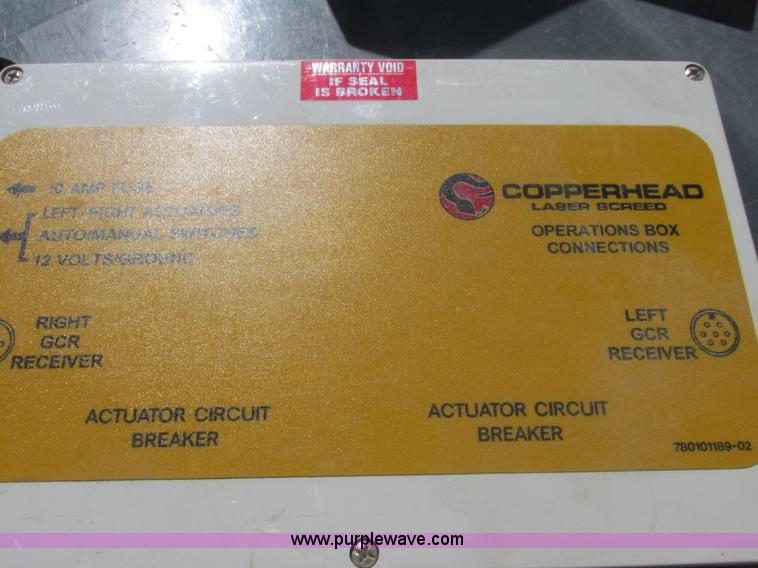 WARRANTY VOID
IF SEAL
IS BROKEN
10 AMP FUSE
LEFT/RIGHT ACTUATORS
AUTO/MANUAL SWITCHES
12 VOLTS/GROUND
COPPERHEAD
LASER SCREED
OPERATIONS BOX
CONNECTIONS
RIGHT
GCR
RECEIVER
LEFT
GCR
RECEIVER
ACTUATOR CIRCUIT
BREAKER
ACTUATOR CIRCUIT
BREAKER
780101189-02
www.purplewave.com